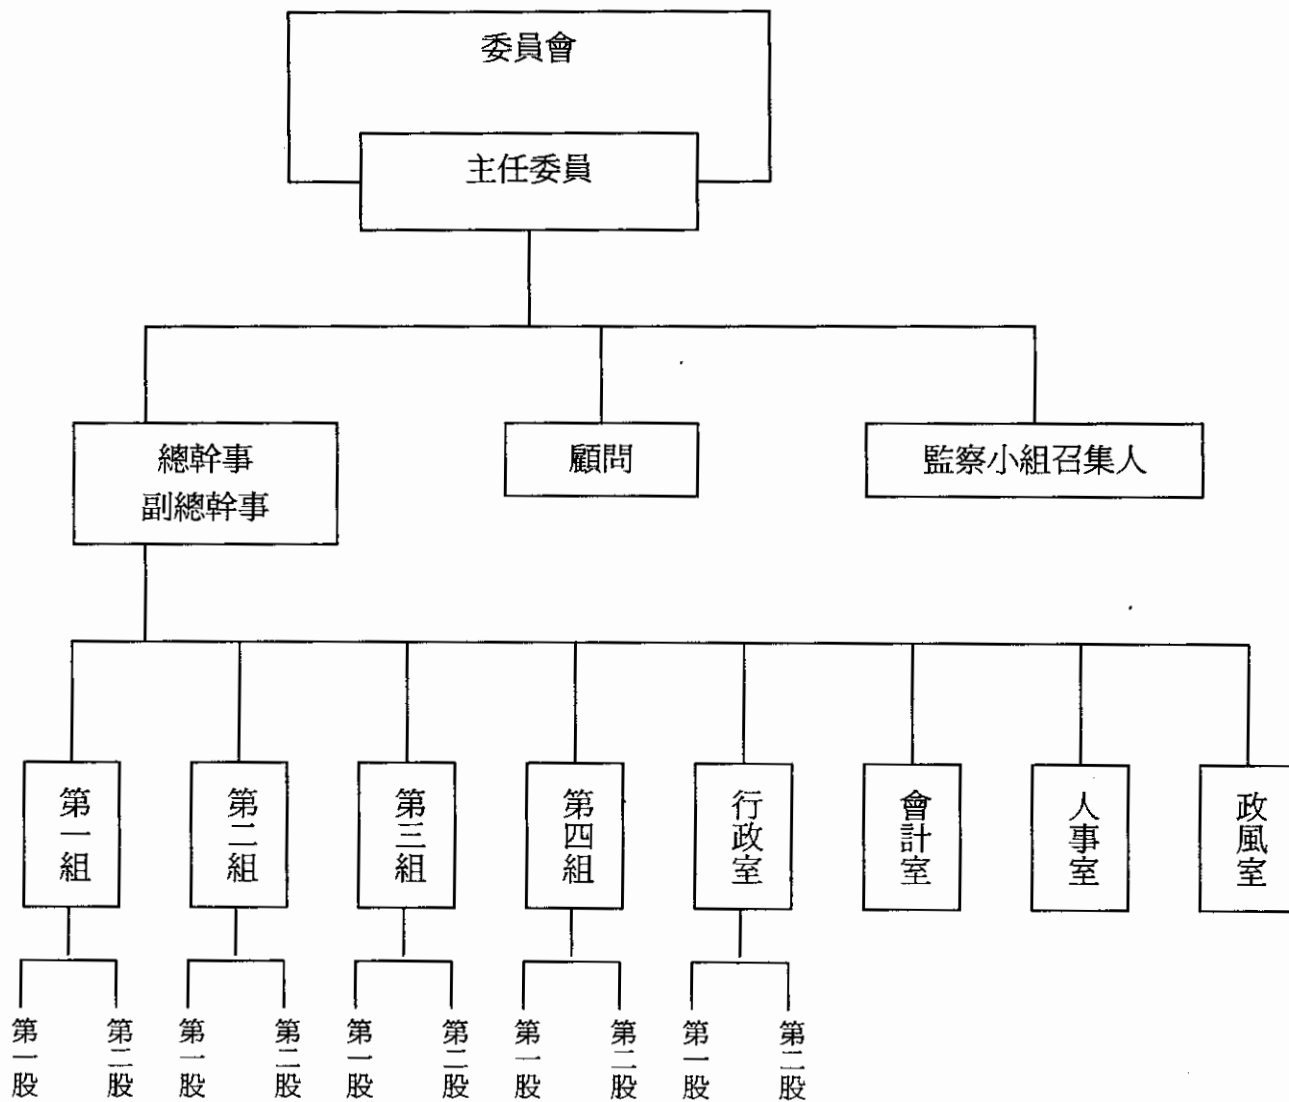 委員會
主任委員
總幹事
副總幹事
顧問
監察小組召集人
第一組
第二組
第三組
第四組
行政室
會計室
人事室
政風室
第一股
第二股
第一股
第二股
第一股
第二股
第一股
第二股
第一股
第二股